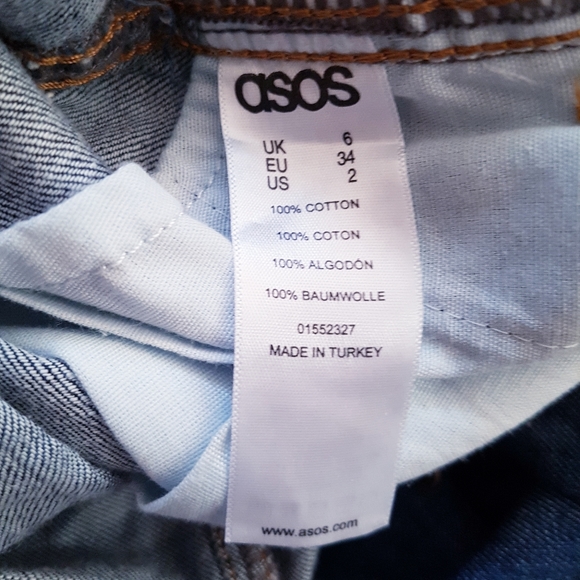 asos
UK 6
EU 34
US 2
100% COTTON
100% COTON
100% ALGODÓN
100% BAUMWOLLE
01552327
MADE IN TURKEY
www.asos.com